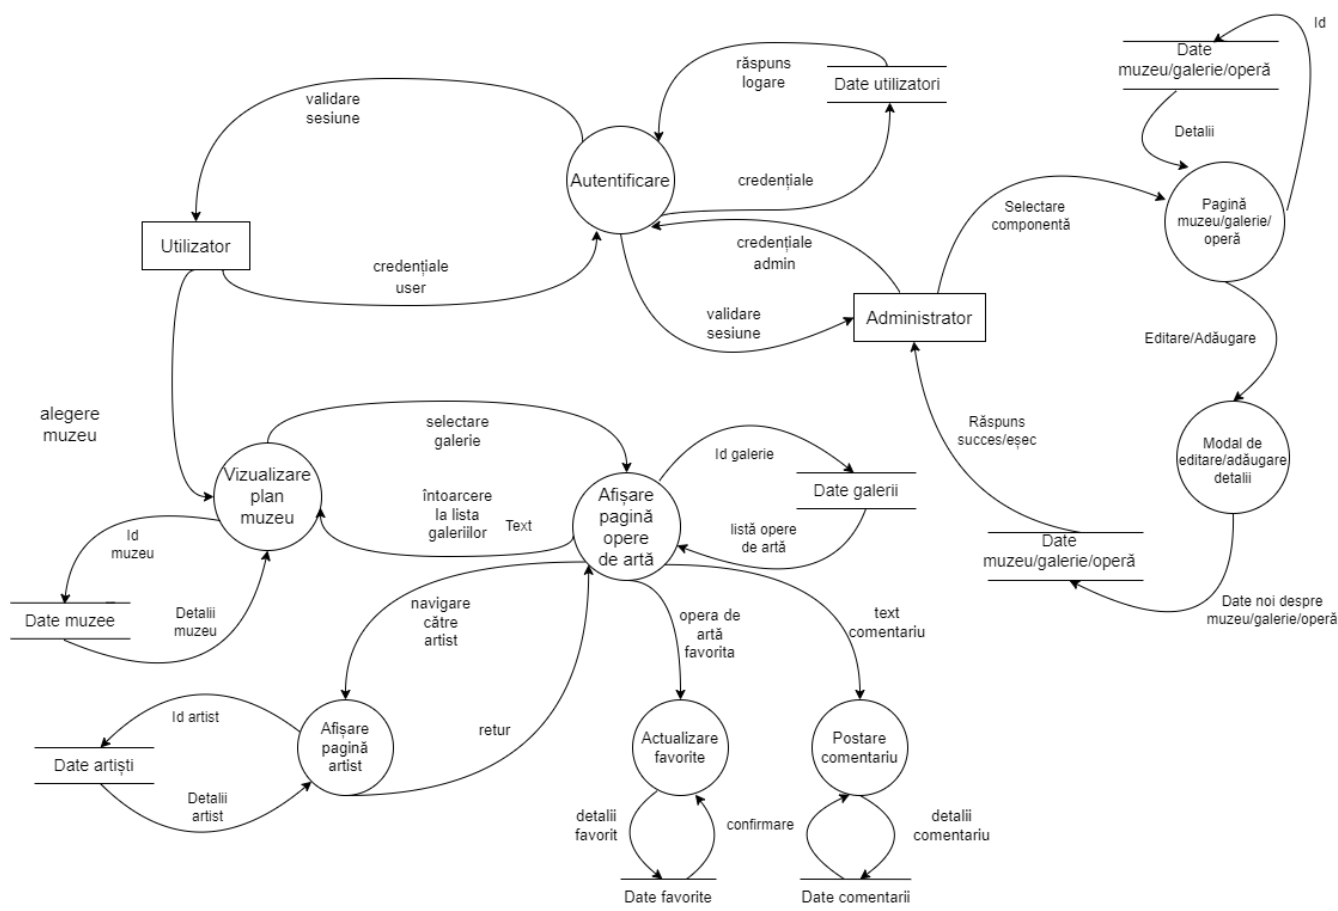 Id
Date
muzeu/galerie/operă
răspuns
logare
Date utilizatori
validare
sesiune
Detalii
Autentificare
credențiale
Pagină
muzeu/galerie/
operă
Selectare
componentă
Utilizator
credențiale
admin
credențiale
user
validare
sesiune
Administrator
Editare/Adăugare
alegere
muzeu
selectare
galerie
Răspuns
succes/eșec
Modal de
editare/adăugare
detalii
Id galerie
Vizualizare
plan
muzeu
întoarcere
la lista
galeriilor
Text
Afișare
pagină
opere
de artă
Date galerii
listă opere
de artă
Id
muzeu
Date
muzeu/galerie/operă
Date muzee
Detalii
muzeu
navigare
către
artist
opera de
artă
favorita
text
comentariu
Date noi despre
muzeu/galerie/operă
Id artist
Afișare
pagină
artist
retur
Actualizare
favorite
Postare
comentariu
Date artiști
Detalii
artist
detalii
favorit
confirmare
detalii
comentariu
Date favorite
Date comentarii